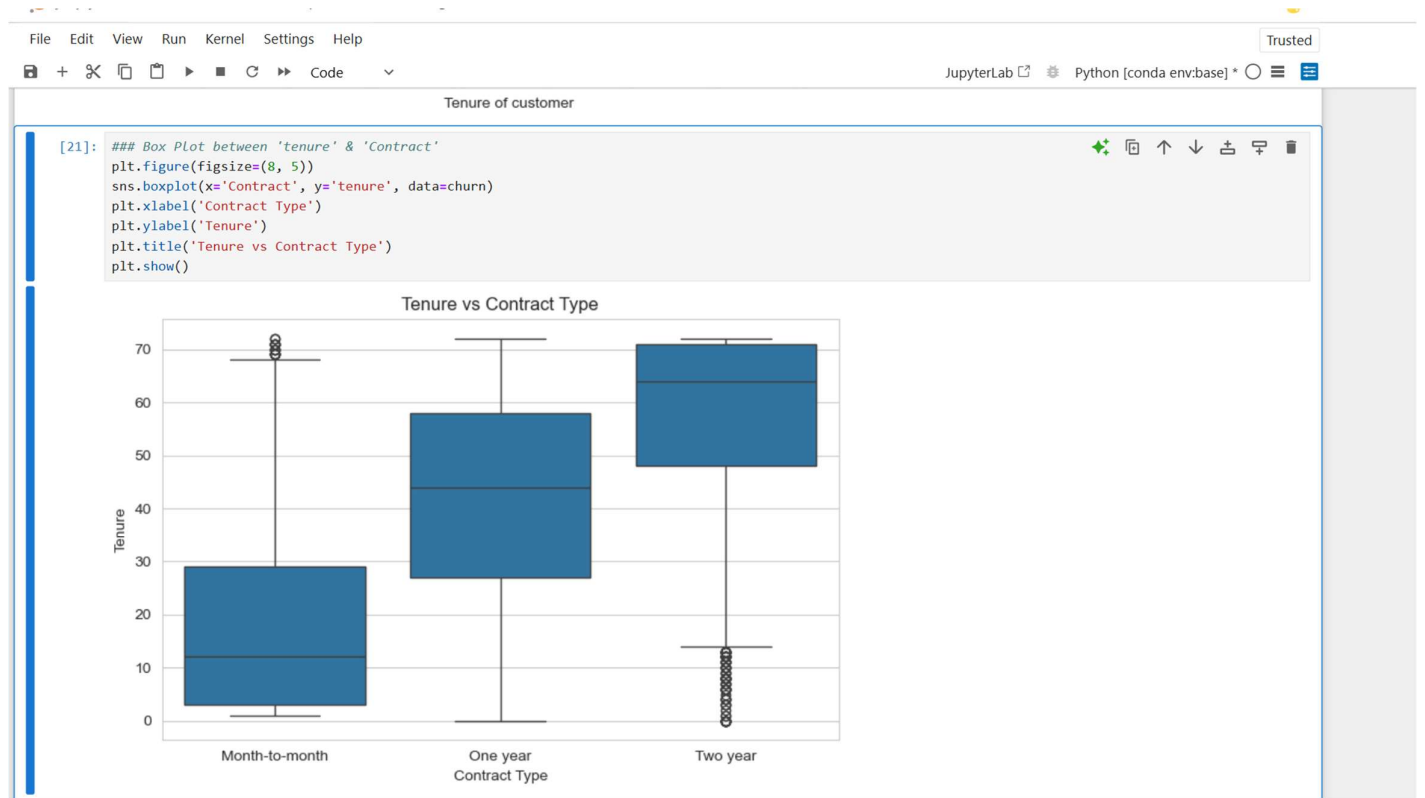 File Edit View Run Kernel Settings Help
Trusted
Code
JupyterLab
Python [conda env:base] *
Tenure of customer
[21]:
### Box Plot between 'tenure' & 'Contract'
plt.figure(figsize=(8, 5))
sns.boxplot(x='Contract', y='tenure', data=churn)
plt.xlabel('Contract Type')
plt.ylabel('Tenure')
plt.title('Tenure vs Contract Type')
plt.show()
Tenure vs Contract Type
70
60
50
40
30
20
10
0
Tenure
Month-to-month One year Two year
Contract Type